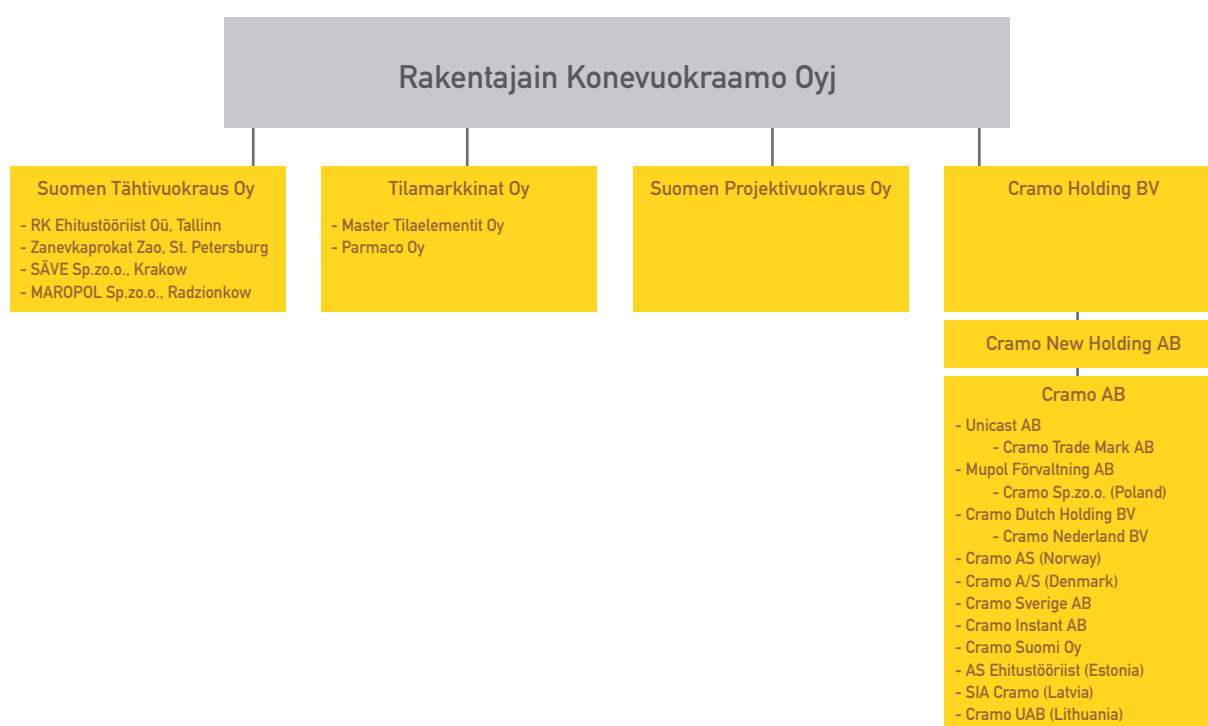 Rakentajain Konevuokraamo Oyj
Suomen Tähtivuokraus Oy
- RK Ehitustööriist Oü, Tallinn
- Zanevkaprokat Zao, St. Petersburg
- SÄVE Sp.zo.o., Krakow
- MAROPOL Sp.zo.o., Radzionkow
Tilamarkkinat Oy
- Master Tilaelementit Oy
- Parmaco Oy
Suomen Projektivuokraus Oy
Cramo Holding BV
Cramo New Holding AB
Cramo AB
- Unicast AB
- Cramo Trade Mark AB
- Mupol Förvaltning AB
- Cramo Sp.zo.o. (Poland)
- Cramo Dutch Holding BV
- Cramo Nederland BV
- Cramo AS (Norway)
- Cramo A/S (Denmark)
- Cramo Sverige AB
- Cramo Instant AB
- Cramo Suomi Oy
- AS Ehitustööriist (Estonia)
- SIA Cramo (Latvia)
- Cramo UAB (Lithuania)